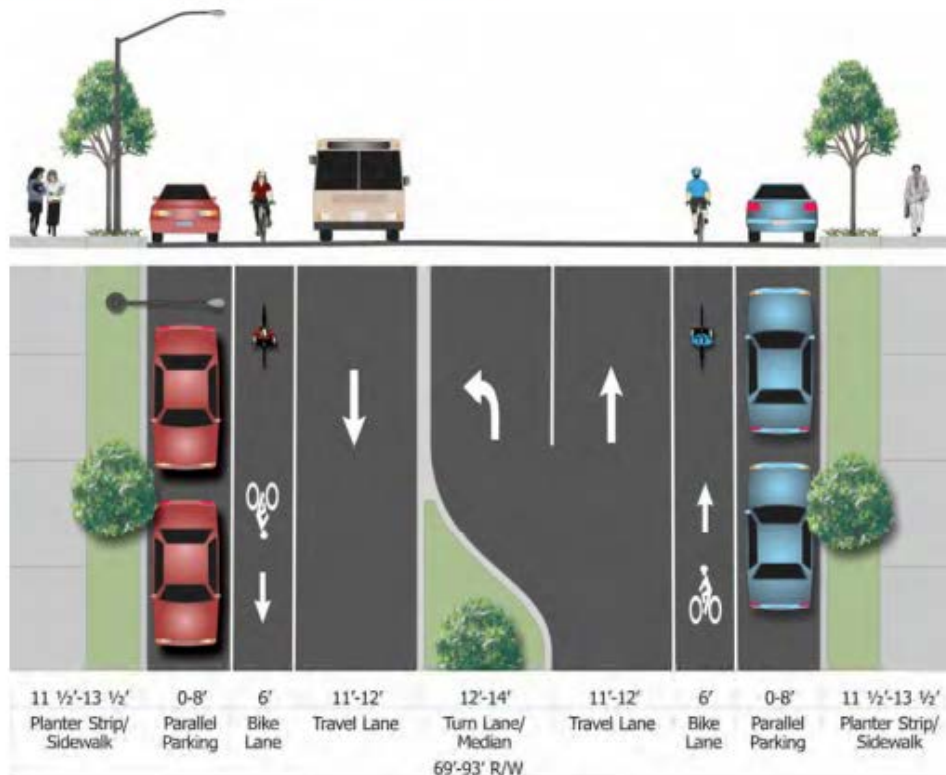 11 ½'-13 ½' 0-8' 6' 11'-12' 12'-14' 11'-12' 6' 0-8' 11 ½'-13 ½'
Planter Strip/ Parallel Bike Travel Lane Turn Lane/ Travel Lane Bike Parallel Planter Strip/
Sidewalk Parking Lane Median Lane Parking Sidewalk
69'-93' R/W